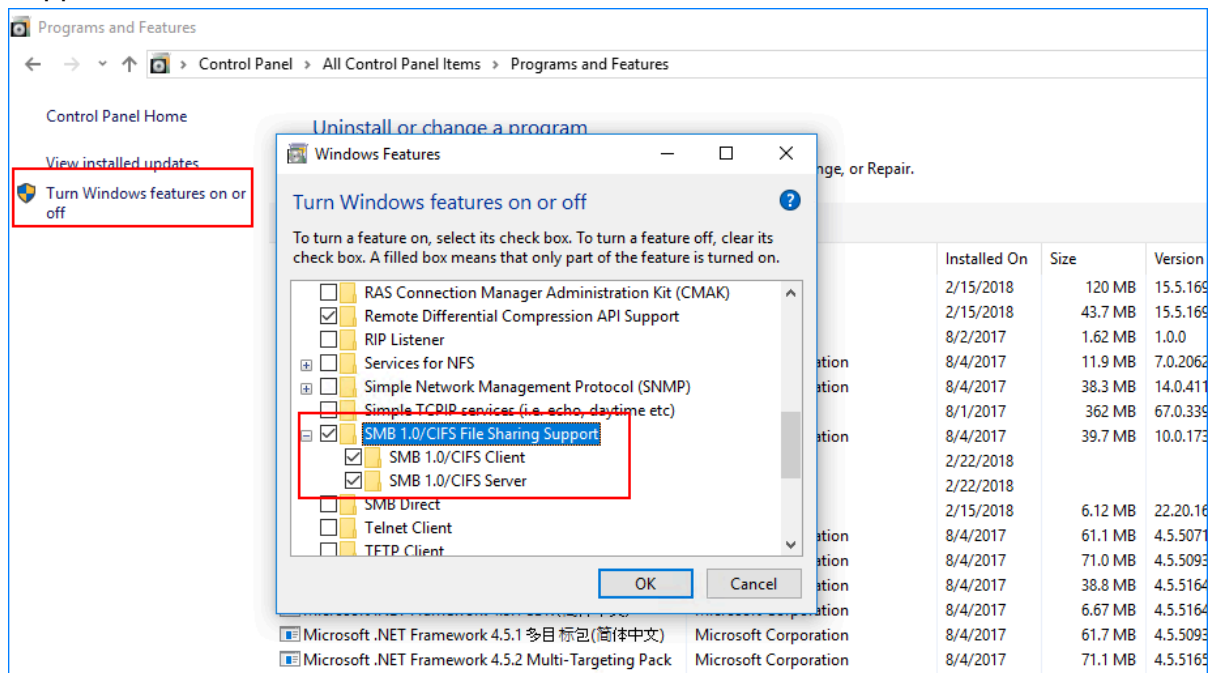 Programs and Features
Control Panel > All Control Panel Items > Programs and Features
Control Panel Home
View installed updates
Turn Windows features on or
off
Uninstall or change a program
nge, or Repair.
Windows Features
Turn Windows features on or off
To turn a feature on, select its check box. To turn a feature off, clear its
check box. A filled box means that only part of the feature is turned on.
RAS Connection Manager Administration Kit (CMAK)
Remote Differential Compression API Support
RIP Listener
Services for NFS
Simple Network Management Protocol (SNMP)
Simple TCPIP services (i.e. echo, daytime etc)
SMB 1.0/CIFS File Sharing Support
SMB 1.0/CIFS Client
SMB 1.0/CIFS Server
SMB Direct
Telnet Client
TFTP Client
OK Cancel
Installed On Size Version
2/15/2018 120 MB 15.5.169
2/15/2018 43.7 MB 15.5.169
8/2/2017 1.62 MB 1.0.0
ation 8/4/2017 11.9 MB 7.0.2062
ation 8/4/2017 38.3 MB 14.0.411
8/1/2017 362 MB 67.0.339
ation 8/4/2017 39.7 MB 10.0.173
2/22/2018
2/22/2018
2/15/2018 6.12 MB 22.20.16
ation 8/4/2017 61.1 MB 4.5.5071
ation 8/4/2017 71.0 MB 4.5.5093
ation 8/4/2017 38.8 MB 4.5.5164
8/4/2017 6.67 MB 4.5.5164
Microsoft .NET Framework 4.5.1 多目标包(简体中文) Microsoft Corporation 8/4/2017 61.7 MB 4.5.5093
Microsoft .NET Framework 4.5.2 Multi-Targeting Pack Microsoft Corporation 8/4/2017 71.1 MB 4.5.5165